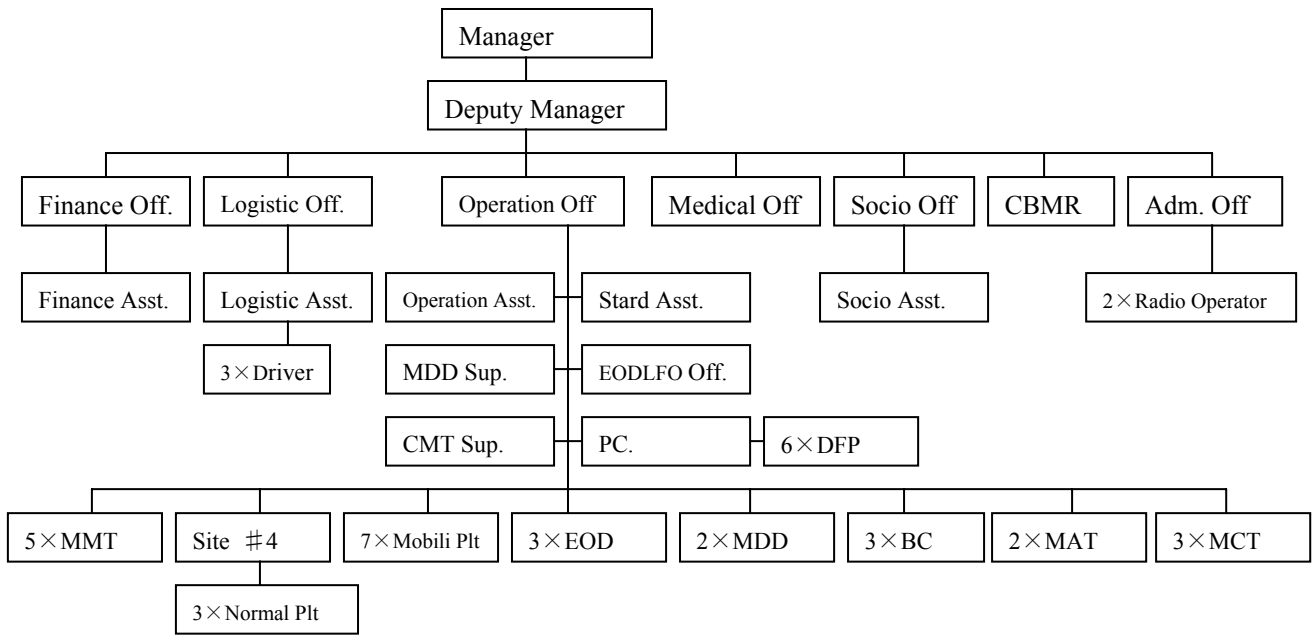 Manager
Deputy Manager
Finance Off.
Logistic Off.
Operation Off
Medical Off
Socio Off
CBMR
Adm. Off
Finance Asst.
Logistic Asst.
Operation Asst.
Stard Asst.
Socio Asst.
2×Radio Operator
3×Driver
MDD Sup.
EODLFO Off.
CMT Sup.
PC.
6×DFP
5×MMT
Site #4
7×Mobili Plt
3×EOD
2×MDD
3×BC
2×MAT
3×MCT
3×Normal Plt